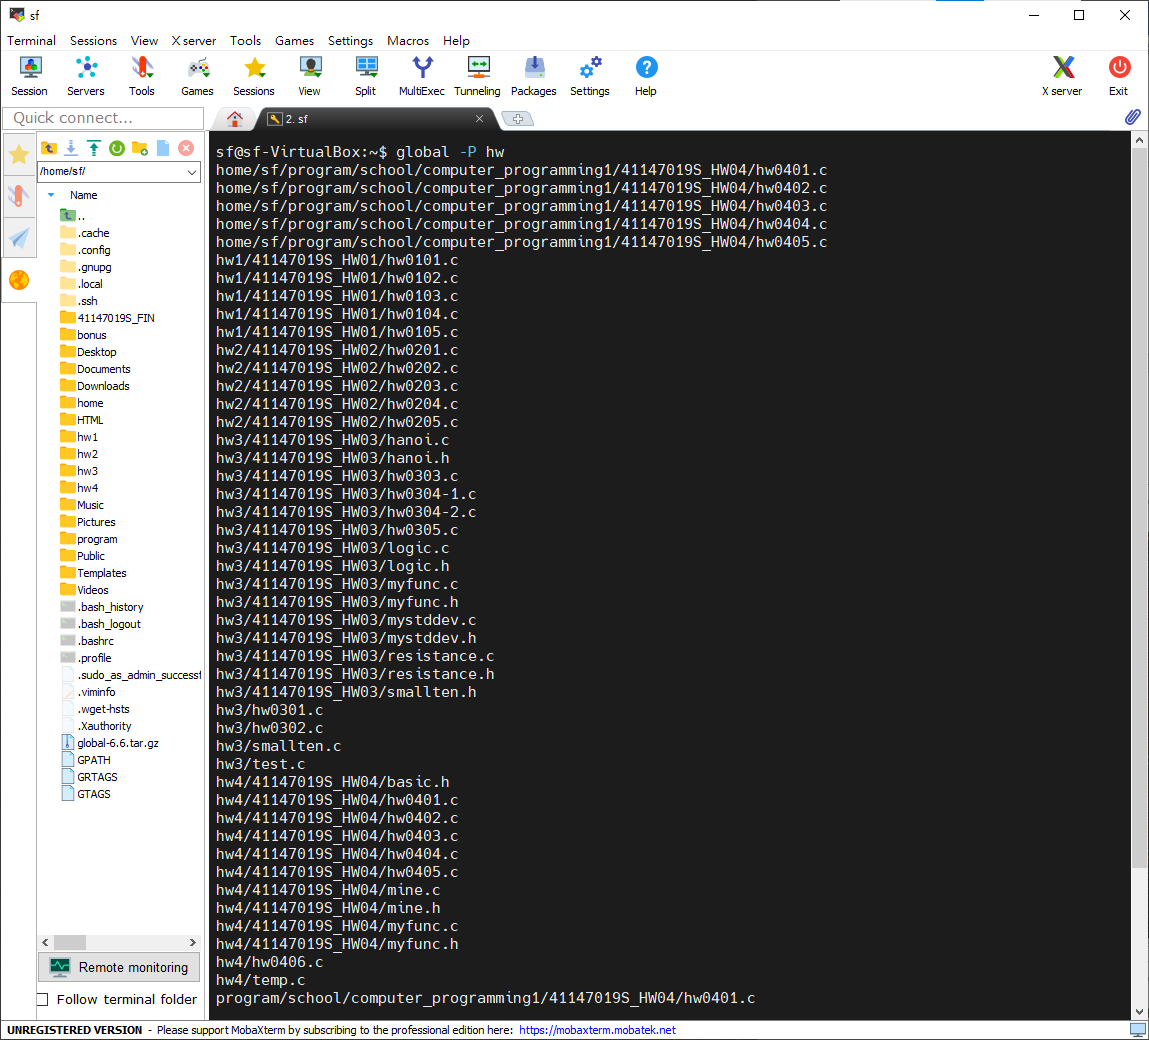 sf
Terminal Sessions View X server Tools Games Settings Macros Help
Session Servers Tools Games Sessions View Split MultiExec Tunneling Packages Settings Help X server Exit
Quick connect...
2. sf
/home/sf/
Name
..
.cache
.config
.gnupg
.local
.ssh
41147019S_FIN
bonus
Desktop
Documents
Downloads
home
HTML
hw1
hw2
hw3
hw4
Music
Pictures
program
Public
Templates
Videos
.bash_history
.bash_logout
.bashrc
.profile
.sudo_as_admin_successf
.viminfo
.wget-hsts
.Xauthority
global-6.6.tar.gz
GPATH
GRTAGS
GTAGS
Remote monitoring
Follow terminal folder
sf@sf-VirtualBox:~$ global -P hw
home/sf/program/school/computer_programming1/41147019S_HW04/hw0401.c
home/sf/program/school/computer_programming1/41147019S_HW04/hw0402.c
home/sf/program/school/computer_programming1/41147019S_HW04/hw0403.c
home/sf/program/school/computer_programming1/41147019S_HW04/hw0404.c
home/sf/program/school/computer_programming1/41147019S_HW04/hw0405.c
hw1/41147019S_HW01/hw0101.c
hw1/41147019S_HW01/hw0102.c
hw1/41147019S_HW01/hw0103.c
hw1/41147019S_HW01/hw0104.c
hw1/41147019S_HW01/hw0105.c
hw2/41147019S_HW02/hw0201.c
hw2/41147019S_HW02/hw0202.c
hw2/41147019S_HW02/hw0203.c
hw2/41147019S_HW02/hw0204.c
hw2/41147019S_HW02/hw0205.c
hw3/41147019S_HW03/hanoi.c
hw3/41147019S_HW03/hanoi.h
hw3/41147019S_HW03/hw0303.c
hw3/41147019S_HW03/hw0304-1.c
hw3/41147019S_HW03/hw0304-2.c
hw3/41147019S_HW03/hw0305.c
hw3/41147019S_HW03/logic.c
hw3/41147019S_HW03/logic.h
hw3/41147019S_HW03/myfunc.c
hw3/41147019S_HW03/myfunc.h
hw3/41147019S_HW03/mystddev.c
hw3/41147019S_HW03/mystddev.h
hw3/41147019S_HW03/resistance.c
hw3/41147019S_HW03/resistance.h
hw3/41147019S_HW03/smallten.h
hw3/hw0301.c
hw3/hw0302.c
hw3/smallten.c
hw3/test.c
hw4/41147019S_HW04/basic.h
hw4/41147019S_HW04/hw0401.c
hw4/41147019S_HW04/hw0402.c
hw4/41147019S_HW04/hw0403.c
hw4/41147019S_HW04/hw0404.c
hw4/41147019S_HW04/hw0405.c
hw4/41147019S_HW04/mine.c
hw4/41147019S_HW04/mine.h
hw4/41147019S_HW04/myfunc.c
hw4/41147019S_HW04/myfunc.h
hw4/hw0406.c
hw4/temp.c
program/school/computer_programming1/41147019S_HW04/hw0401.c
UNREGISTERED VERSION - Please support MobaXterm by subscribing to the professional edition here: https://mobaxterm.mobatek.net